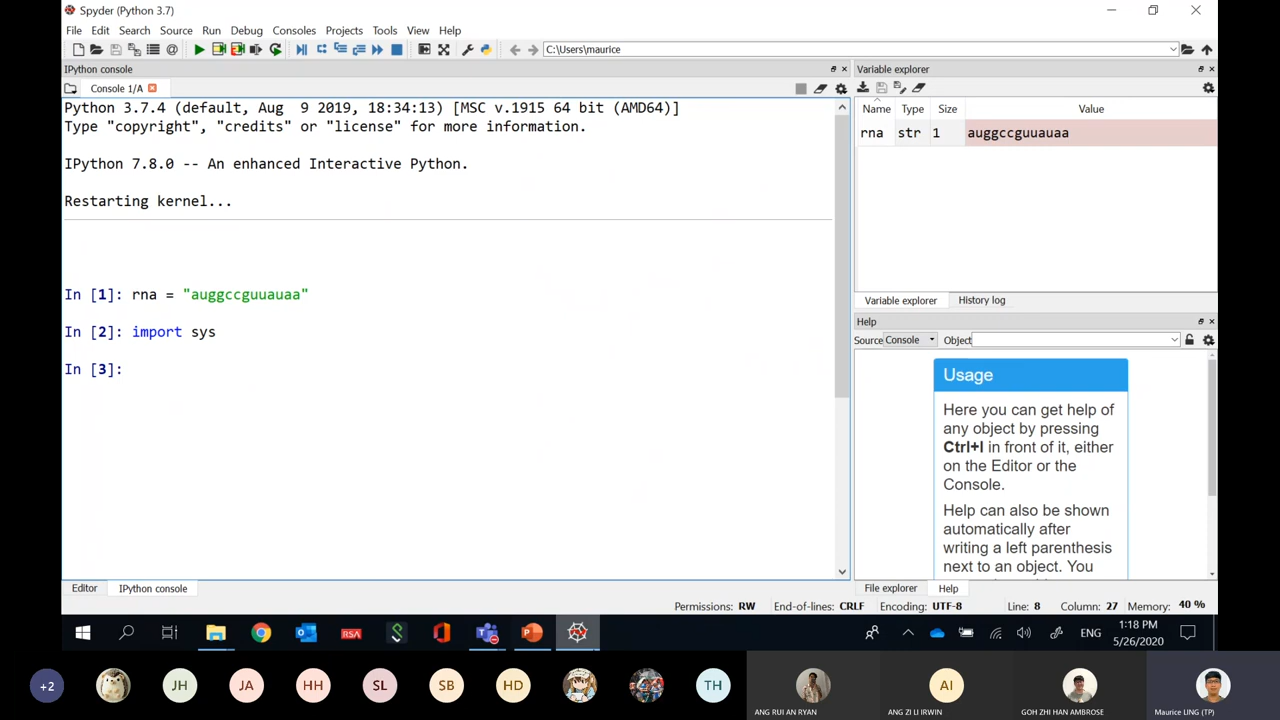 Spyder (Python 3.7)
File Edit Search Source Run Debug Consoles Projects Tools View Help
C:\Users\maurice
IPython console
Console 1/A
Python 3.7.4 (default, Aug  9 2019, 18:34:13) [MSC v.1915 64 bit (AMD64)]
Type "copyright", "credits" or "license" for more information.
IPython 7.8.0 -- An enhanced Interactive Python.
Restarting kernel...
In [1]: rna = "auggccguuauaa"
In [2]: import sys
In [3]:
Editor IPython console
Variable explorer
Name Type Size Value
rna str 1 auggccguuauaa
Variable explorer History log
Help
Source Console Object
Usage
Here you can get help of
any object by pressing
Ctrl+I in front of it, either
on the Editor or the
Console.
Help can also be shown
automatically after
writing a left parenthesis
next to an object. You
File explorer Help
Permissions: RW End-of-lines: CRLF Encoding: UTF-8 Line: 8 Column: 27 Memory: 40 %
RSA
ENG
1:18 PM
5/26/2020
+2 JH JA HH SL SB HD TH AI
ANG RUI AN RYAN ANG ZI LI IRWIN GOH ZHI HAN AMBROSE Maurice LING (TP)